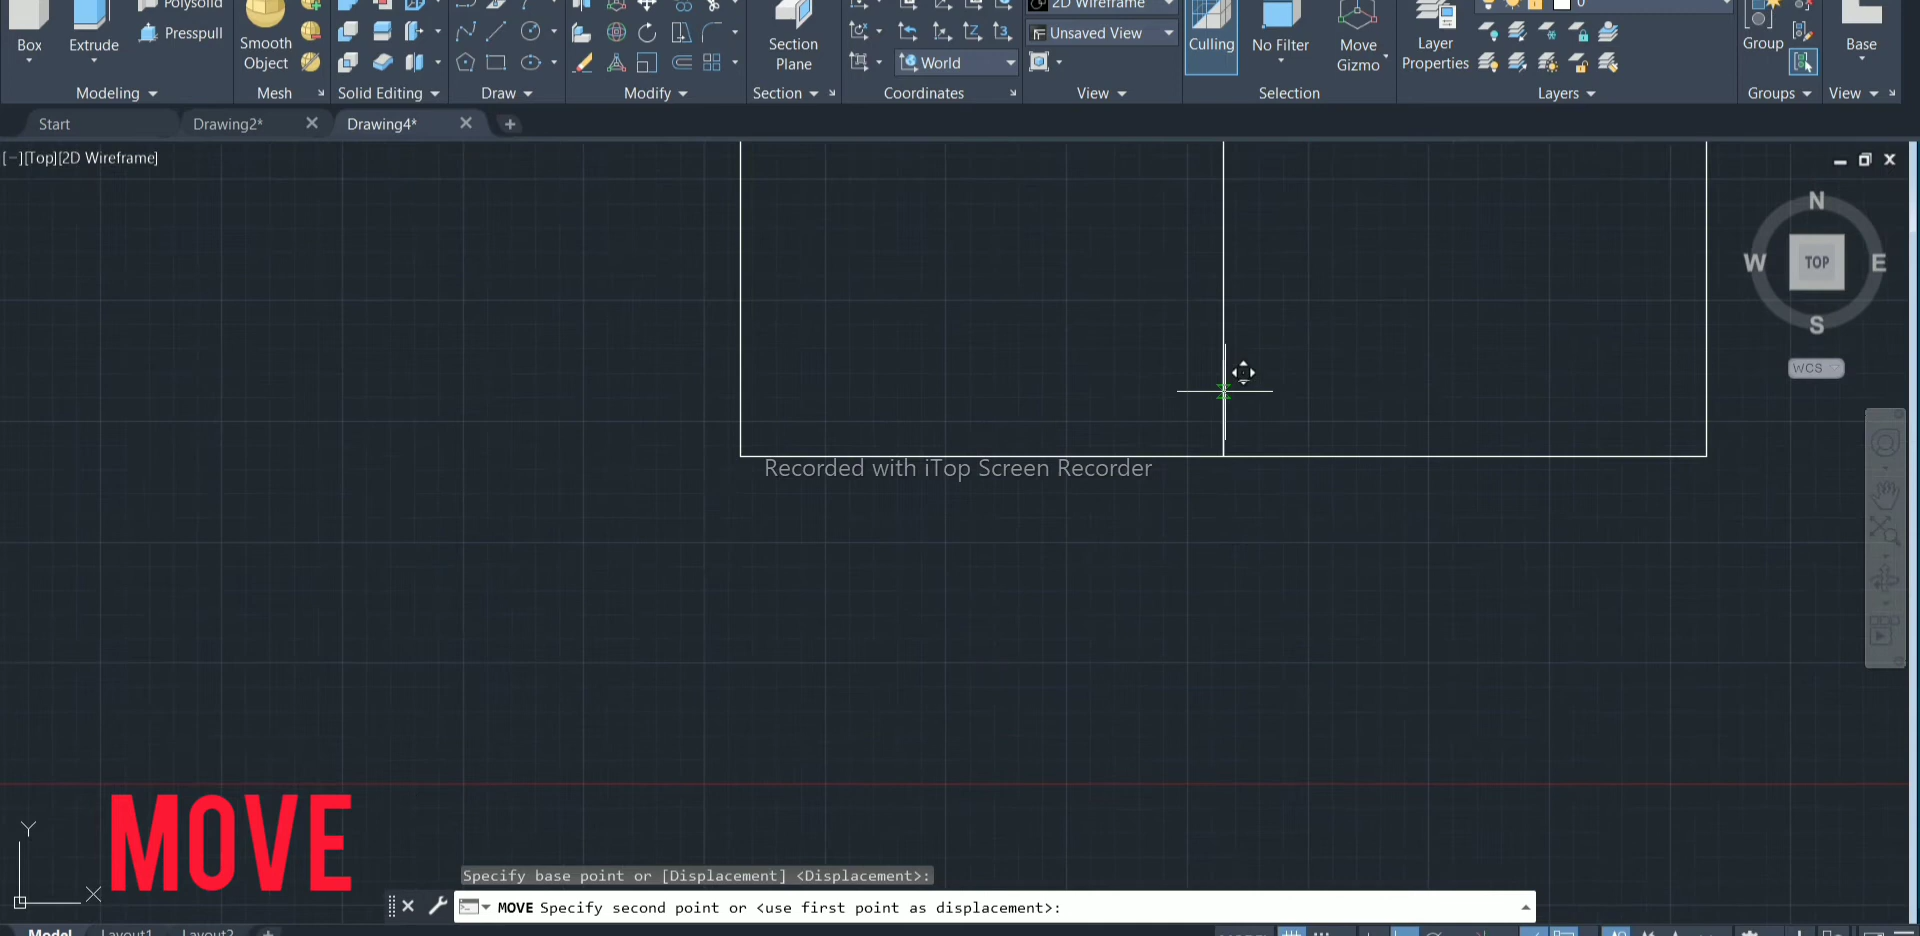 Polysolid
2D Wireframe
0
Presspull
Unsaved View
Box
Extrude
Smooth
Object
Section
Plane
World
Culling
No Filter
Move
Gizmo
Layer
Properties
Group
Base
Modeling
Mesh
Solid Editing
Draw
Modify
Section
Coordinates
View
Selection
Layers
Groups
View
Start
Drawing2*
Drawing4*
[−][Top][2D Wireframe]
N
W
TOP
E
S
WCS
Recorded with iTop Screen Recorder
MOVE
Y
X
Specify base point or [Displacement] <Displacement>:
MOVE Specify second point or <use first point as displacement>:
Model
Layout1
Layout2